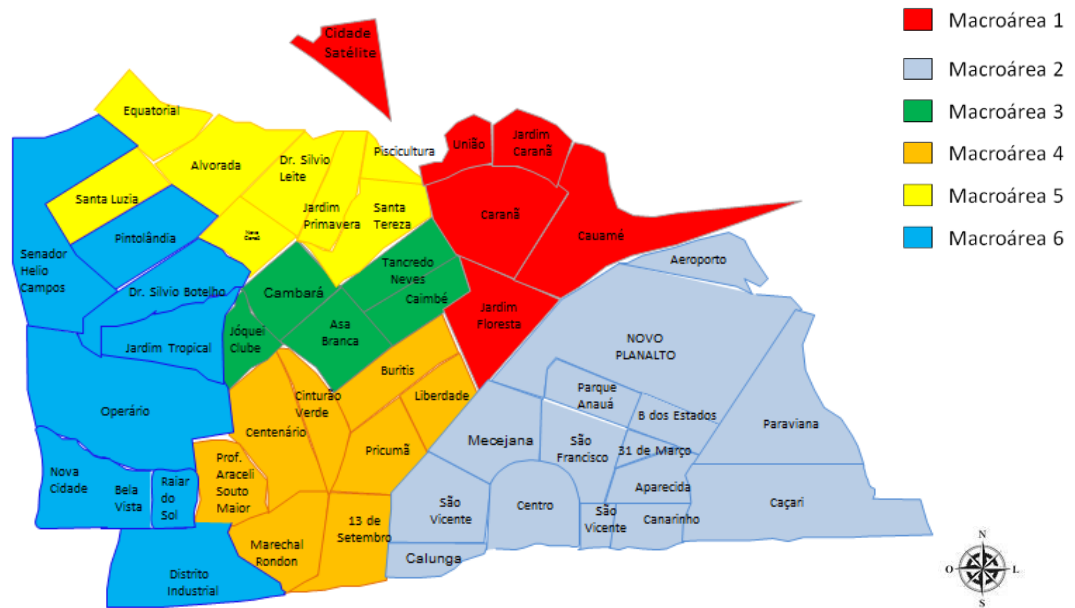 Cidade
Satélite
Macroárea 1
Macroárea 2
Macroárea 3
Macroárea 4
Macroárea 5
Macroárea 6
Equatorial
Alvorada
Dr. Silvio
Leite
Piscicultura
União
Jardim
Caranã
Santa Luzia
Jardim
Primavera
Santa
Tereza
Caranã
Cauamé
Pintolândia
Senador
Helio
Campos
Dr. Silvio Botelho
Gambará
Tancredo
Neves
Caimbé
Aeroporto
Jóquei
Clube
Asa
Branca
Jardim
Floresta
Jardim Tropical
NOVO
PLANALTO
Buritis
Liberdade
Parque
Anauá
B dos Estados
Paraviana
Operário
Cinturão
Verde
Centenário
Pricumã
Mecejana
São
Francisco
31 de Março
Nova
Cidade
Bela
Vista
Raiar
do
Sol
Prof.
Araceli
Souto
Maior
Aparecida
Caçari
São
Vicente
Centro
São
Vicente
Canarinho
13 de
Setembro
Marechal
Rondon
Calunga
Distrito
Industrial
N
O
L
S